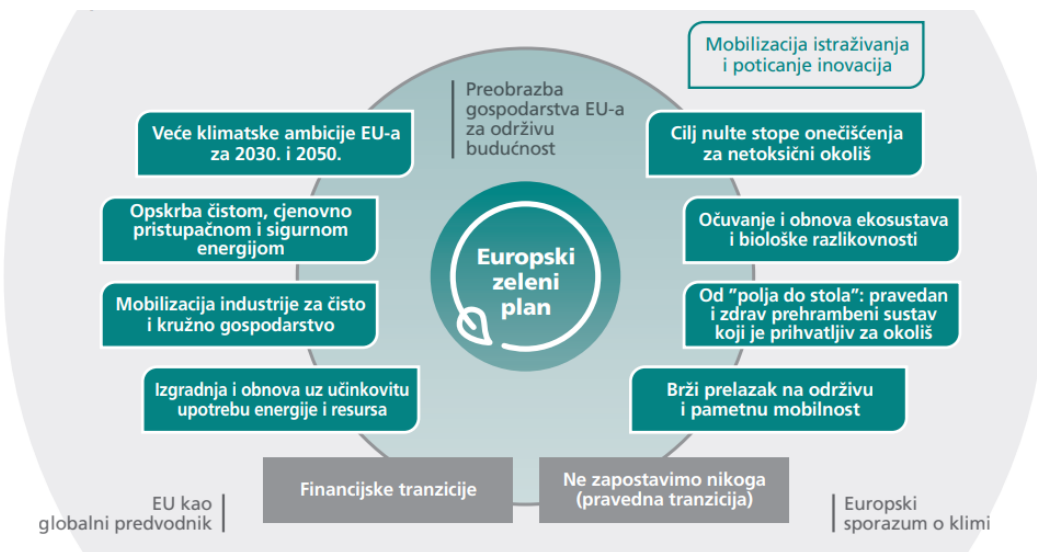 Mobilizacija istraživanja
i poticanje inovacija
Preobrazba
gospodarstva EU-a
za održivu
budućnost
Veće klimatske ambicije EU-a
za 2030. i 2050.
Cilj nulte stope onečišćenja
za netoksični okoliš
Opskrba čistom, cjenovno
pristupačnom i sigurnom
energijom
Očuvanje i obnova ekosustava
i biološke razlikovnosti
Europski
zeleni
plan
Mobilizacija industrije za čisto
i kružno gospodarstvo
Od ”polja do stola”: pravedan
i zdrav prehrambeni sustav
koji je prihvatljiv za okoliš
Izgradnja i obnova uz učinkovitu
upotrebu energije i resursa
Brži prelazak na održivu
i pametnu mobilnost
Financijske tranzicije
Ne zapostavimo nikoga
(pravedna tranzicija)
EU kao
globalni predvodnik
Europski
sporazum o klimi